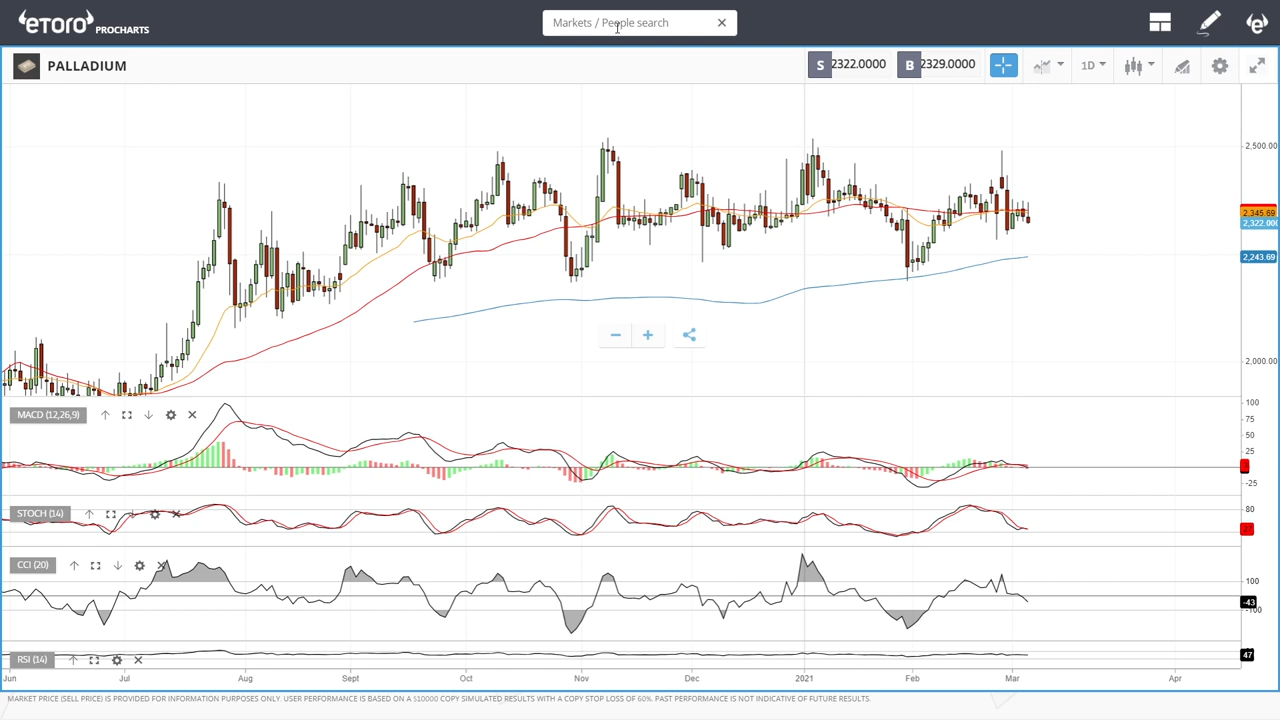 eToro PROCHARTS
Markets / People search
PALLADIUM
S 2322.0000 B 2329.0000
1D
2,500.00
2,345.69
2,322.000
2,243.69
2,000.00
MACD (12,26,9)
100
75
50
25
-25
STOCH (14)
80
CCI (20)
100
-43
-100
RSI (14)
47
Jun Jul Aug Sept Oct Nov Dec 2021 Feb Mar Apr
MARKET PRICE (SELL PRICE) IS PROVIDED FOR INFORMATION PURPOSES ONLY. USER PERFORMANCE IS BASED ON A $10000 COPY SIMULATED RESULTS WITH A COPY STOP LOSS OF 60%. PAST PERFORMANCE IS NOT INDICATIVE OF FUTURE RESULTS.